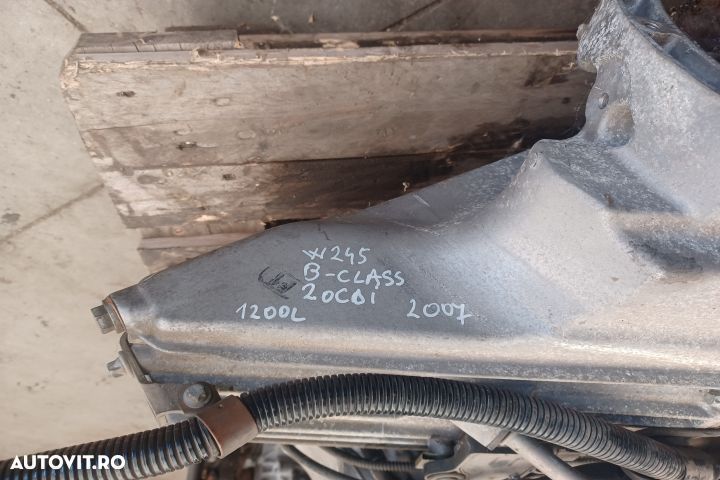 W245
B-CLASS
20CDI
1200L
2007
AUTOVIT.RO